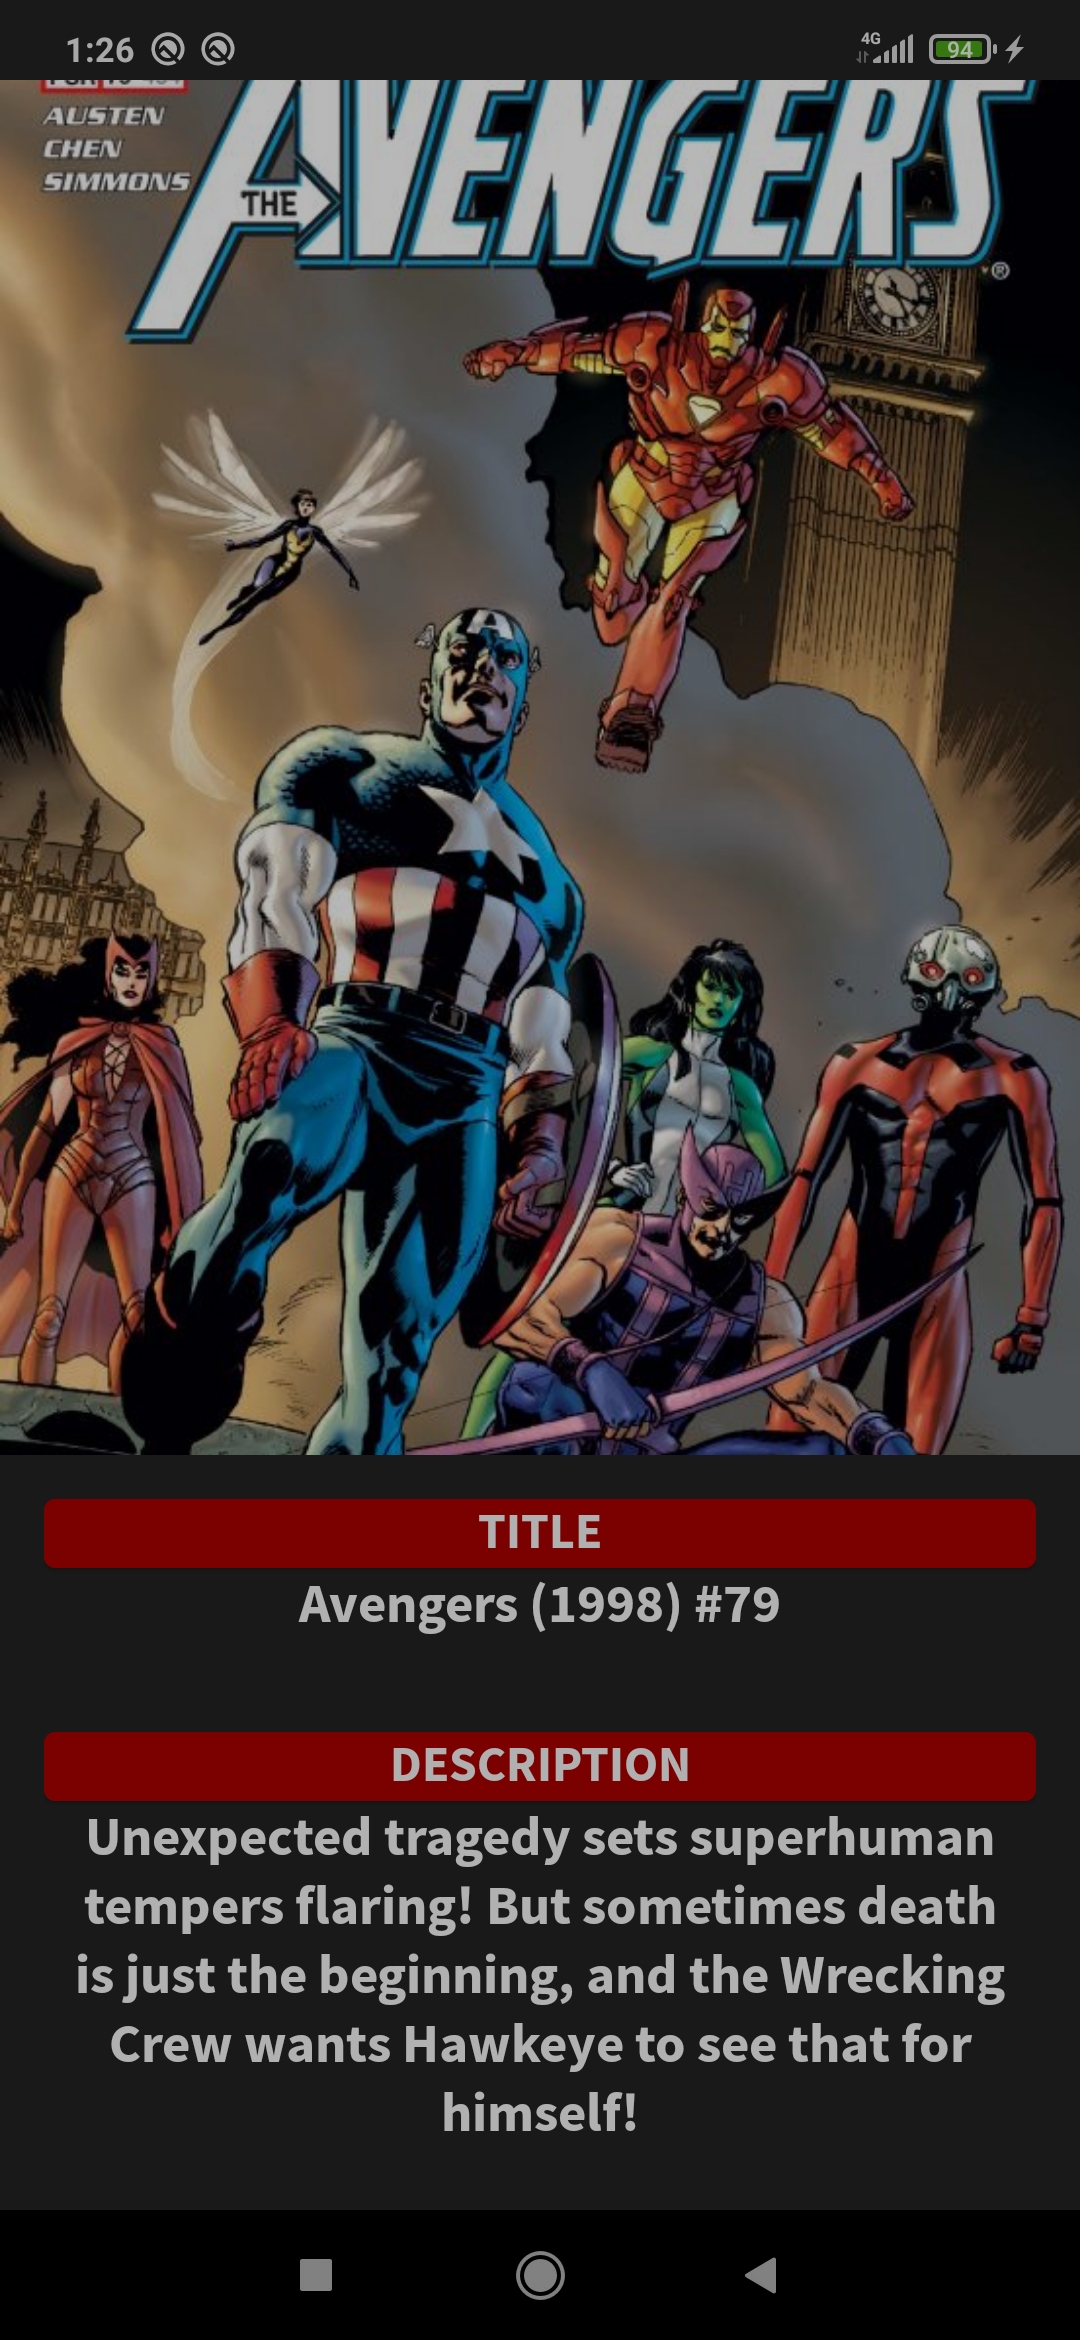 1:26
4G
94
AUSTEN
CHEN
SIMMONS
THE AVENGERS
®
A
H
TITLE
Avengers (1998) #79
DESCRIPTION
Unexpected tragedy sets superhuman
tempers flaring! But sometimes death
is just the beginning, and the Wrecking
Crew wants Hawkeye to see that for
himself!